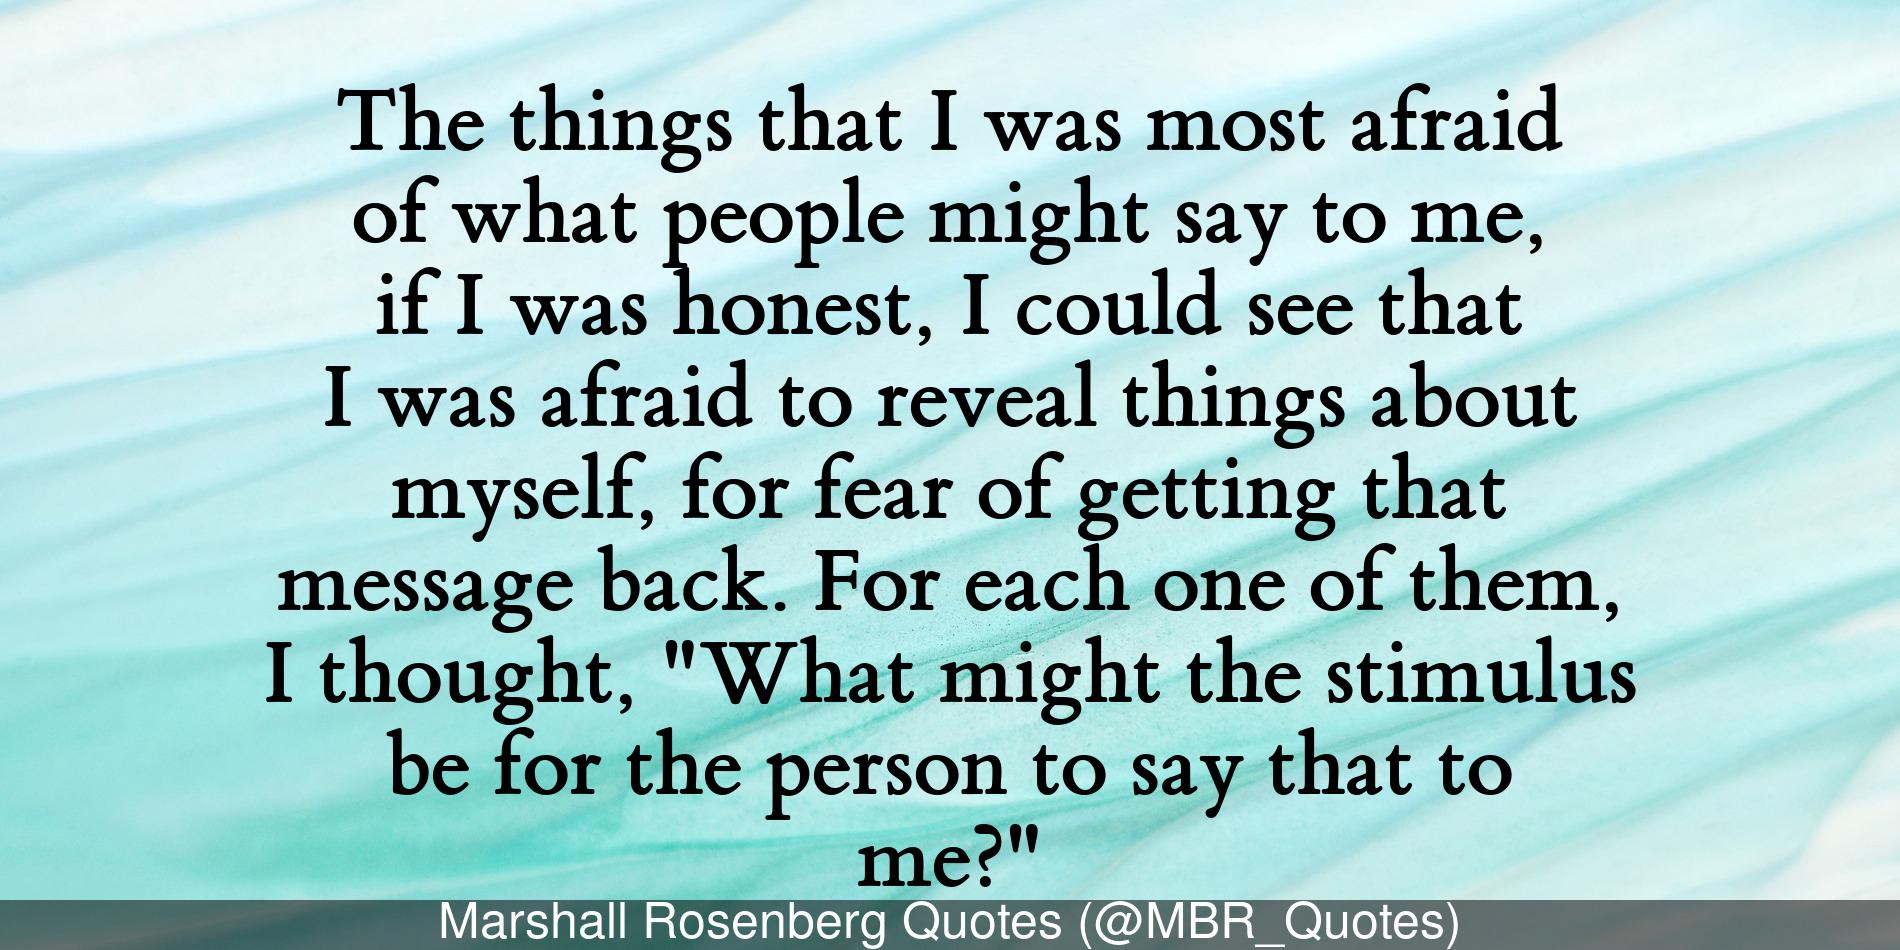 The things that I was most afraid
of what people might say to me,
if I was honest, I could see that
I was afraid to reveal things about
myself, for fear of getting that
message back. For each one of them,
I thought, "What might the stimulus
be for the person to say that to
me?"
Marshall Rosenberg Quotes (@MBR_Quotes)